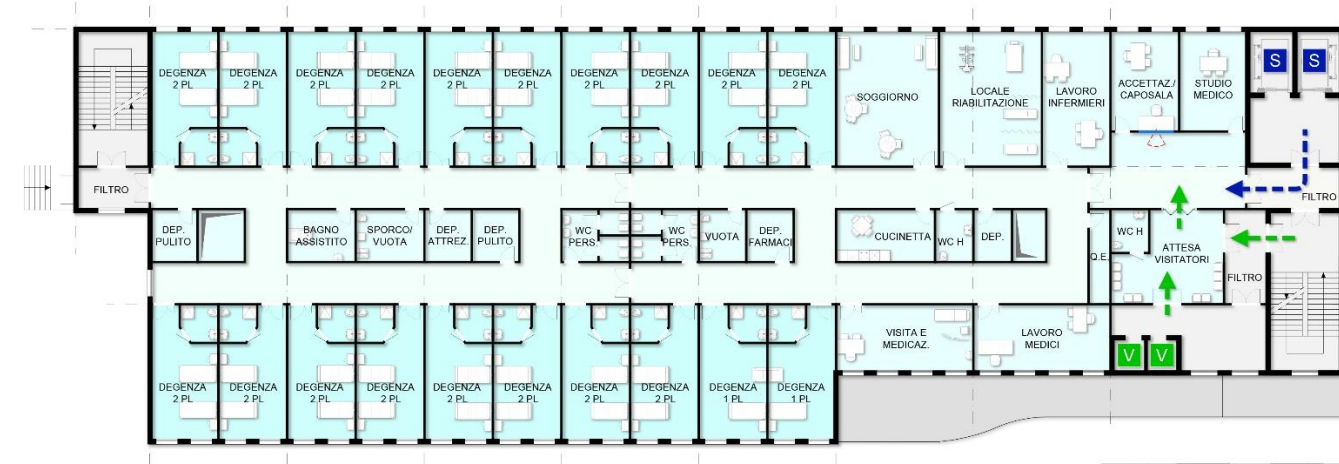 DEGENZA
2 PL
DEGENZA
2 PL
DEGENZA
2 PL
DEGENZA
2 PL
DEGENZA
2 PL
DEGENZA
2 PL
DEGENZA
2 PL
DEGENZA
2 PL
DEGENZA
2 PL
DEGENZA
2 PL
SOGGIORNO
LOCALE
RIABILITAZIONE
LAVORO
INFERMIERI
ACCETTAZ./
CAPOSALA
STUDIO
MEDICO
S
S
FILTRO
FILTRO
DEP.
PULITO
BAGNO
ASSISTITO
SPORCO/
VUOTA
DEP.
ATTREZ.
DEP.
PULITO
WC
PERS.
WC
PERS.
VUOTA
DEP.
FARMACI
CUCINETTA
WC H
DEP.
Q.E.
WC H
ATTESA
VISITATORI
FILTRO
VISITA E
MEDICAZ.
LAVORO
MEDICI
V
V
DEGENZA
2 PL
DEGENZA
2 PL
DEGENZA
2 PL
DEGENZA
2 PL
DEGENZA
2 PL
DEGENZA
2 PL
DEGENZA
2 PL
DEGENZA
2 PL
DEGENZA
1 PL
DEGENZA
1 PL